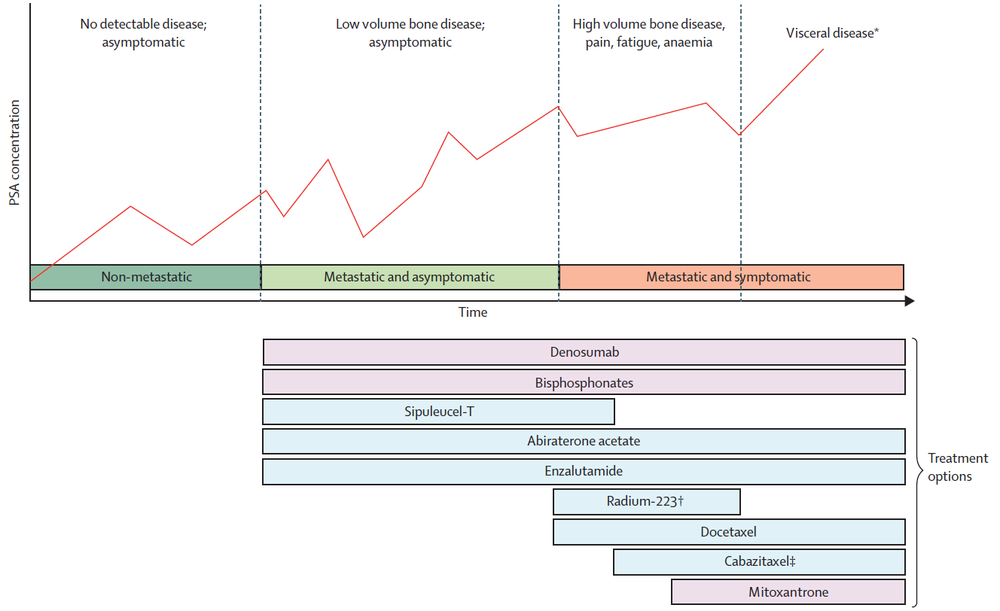 No detectable disease;
asymptomatic
Low volume bone disease;
asymptomatic
High volume bone disease,
pain, fatigue, anaemia
Visceral disease*
PSA concentration
Non-metastatic
Metastatic and asymptomatic
Metastatic and symptomatic
Time
Denosumab
Bisphosphonates
Sipuleucel-T
Abiraterone acetate
Enzalutamide
Radium-223†
Docetaxel
Cabazitaxel‡
Mitoxantrone
Treatment
options